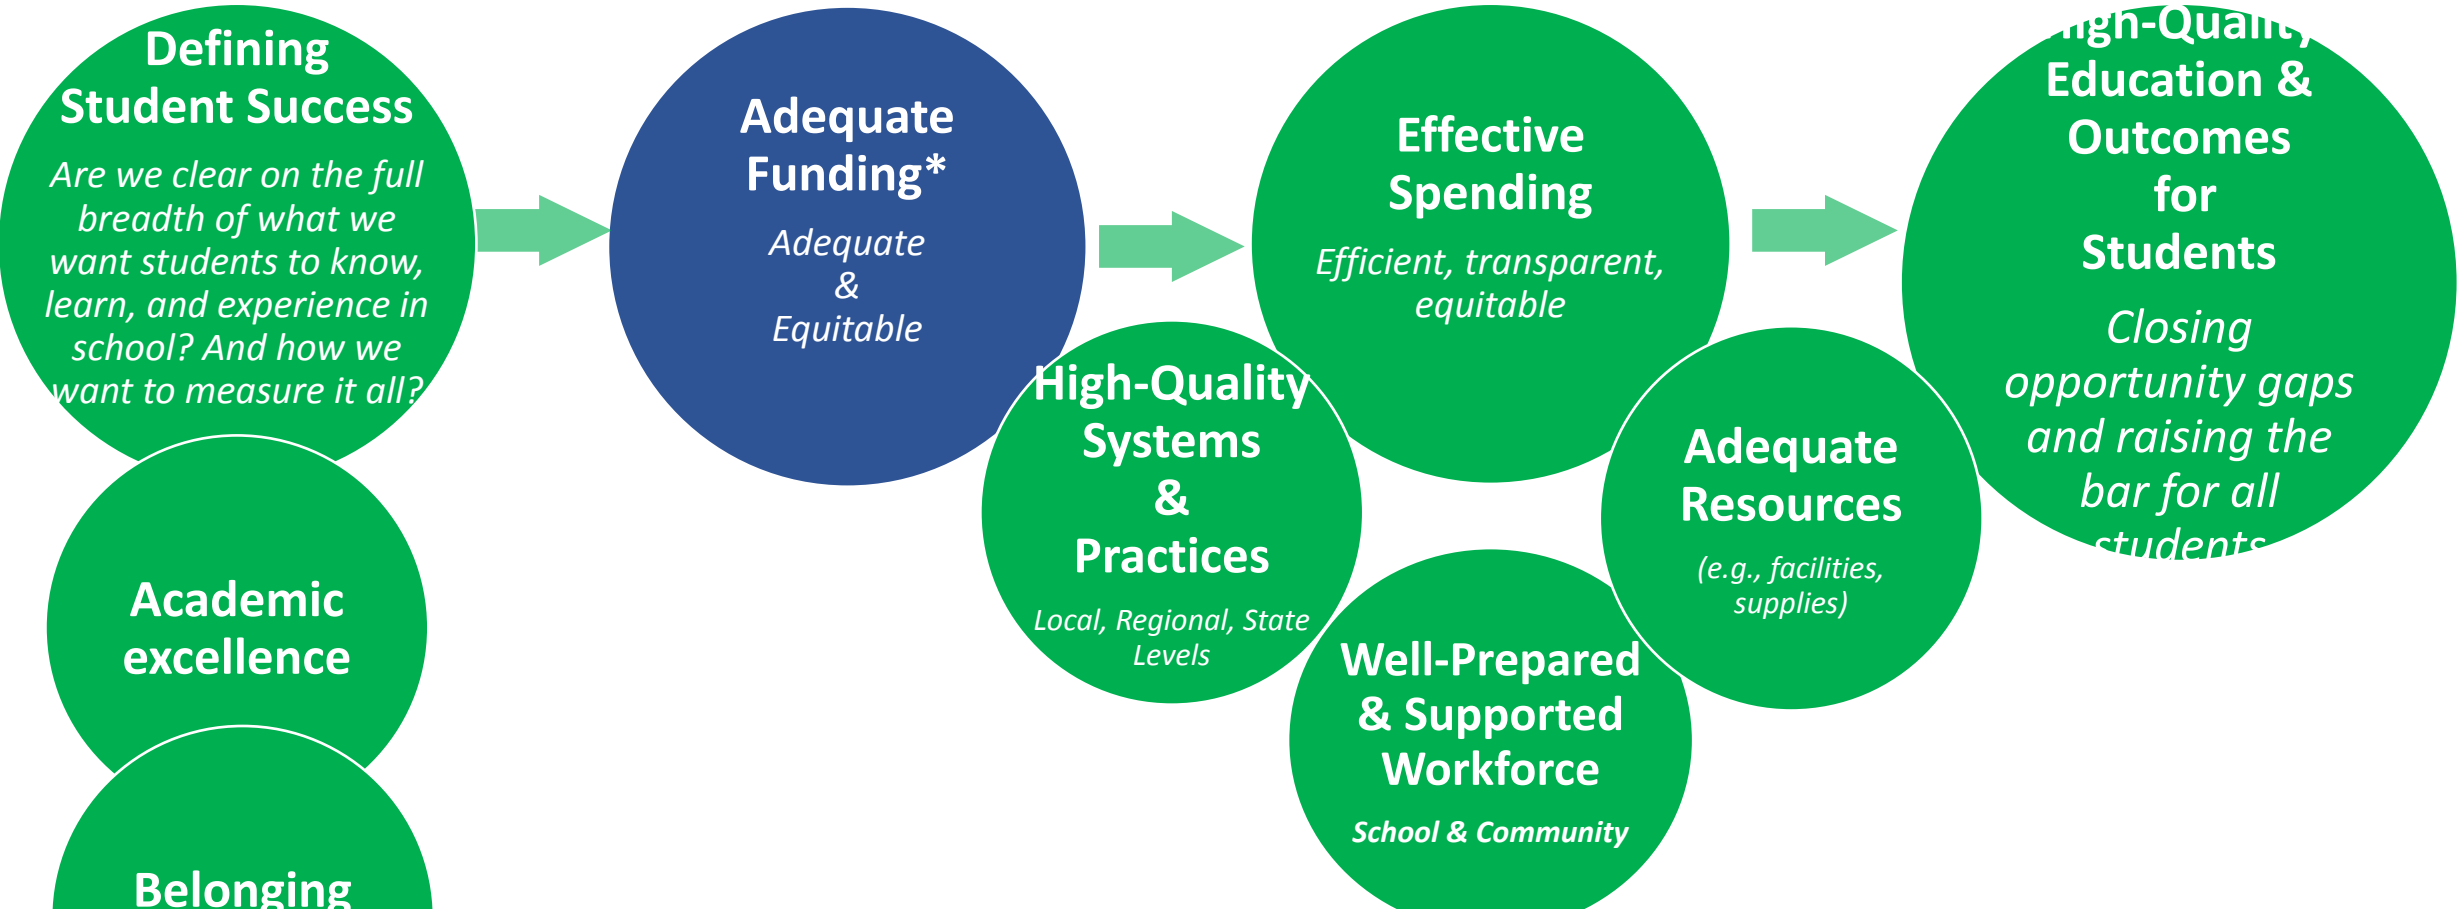 Defining
Student Success
Are we clear on the full
breadth of what we
want students to know,
learn, and experience in
school? And how we
want to measure it all?
Academic
excellence
Belonging
Adequate
Funding*
Adequate
&
Equitable
Effective
Spending
Efficient, transparent,
equitable
High-Quality
Systems
&
Practices
Local, Regional, State
Levels
Well-Prepared
& Supported
Workforce
School & Community
Adequate
Resources
(e.g., facilities,
supplies)
High-Quality
Education &
Outcomes
for
Students
Closing
opportunity gaps
and raising the
bar for all
students